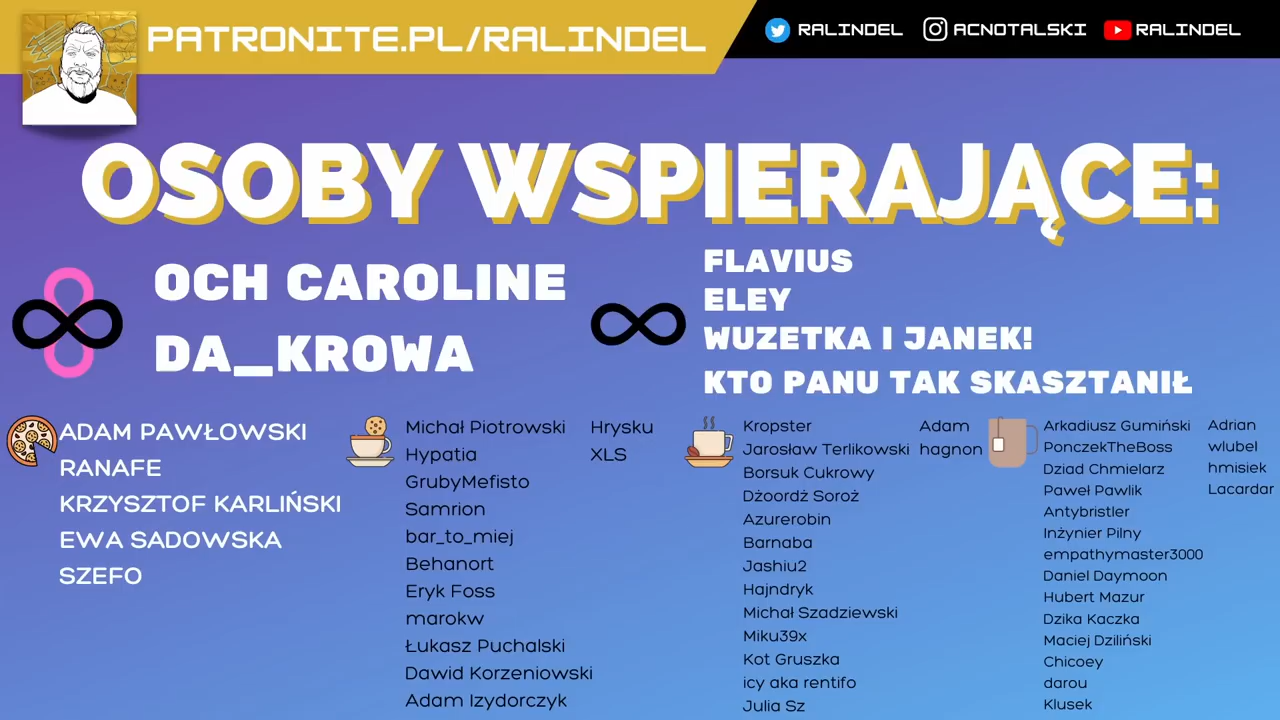 PATRONITE.PL/RALINDEL
RALINDEL
ACNOTALSKI
RALINDEL
OSOBY WSPIERAJĄCE:
OCH CAROLINE
DA_KROWA
FLAVIUS
ELEY
WUZETKA I JANEK!
KTO PANU TAK SKASZTANIŁ
ADAM PAWŁOWSKI
RANAFE
KRZYSZTOF KARLIŃSKI
EWA SADOWSKA
SZEFO
Michał Piotrowski
Hypatia
GrubyMefisto
Samrion
bar_to_miej
Behanort
Eryk Foss
marokw
Łukasz Puchalski
Dawid Korzeniowski
Adam Izydorczyk
Hrysku
XLS
Kropster
Jarosław Terlikowski
Borsuk Cukrowy
Dżoordż Soroż
Azurerobin
Barnaba
Jashiu2
Hajndryk
Michał Szadziewski
Miku39x
Kot Gruszka
icy aka rentifo
Julia Sz
Adam
hagnon
Arkadiusz Gumiński
PonczekTheBoss
Dziad Chmielarz
Paweł Pawlik
Antybristler
Inżynier Pilny
empathymaster3000
Daniel Daymoon
Hubert Mazur
Dzika Kaczka
Maciej Dziliński
Chicoey
darou
Klusek
Adrian
wlubel
hmisiek
Lacardar